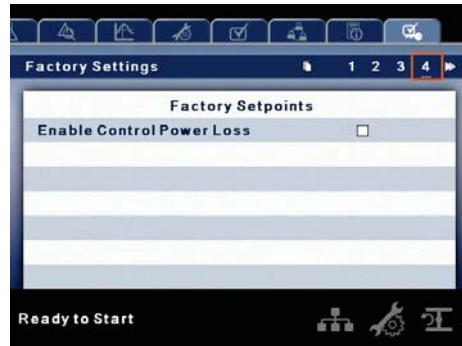 Factory Settings 1 2 3 4
Factory Setpoints
Enable Control Power Loss
Ready to Start